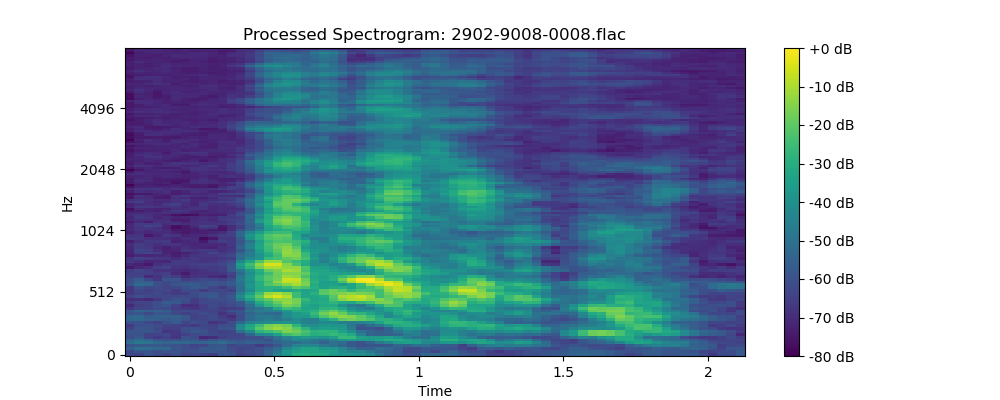 Processed Spectrogram: 2902-9008-0008.flac
+0 dB
-10 dB
4096
-20 dB
2048
-30 dB
Hz
-40 dB
1024
-50 dB
512
-60 dB
-70 dB
0
-80 dB
0 0.5 1 1.5 2
Time